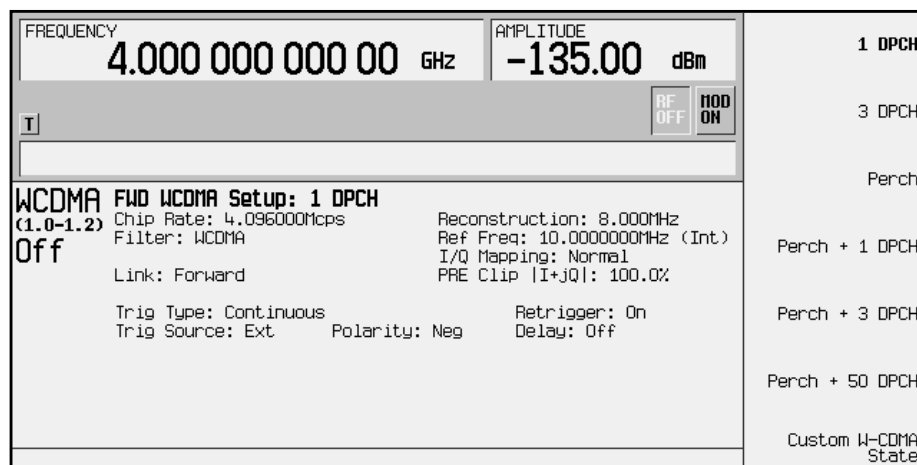 FREQUENCY
4.000 000 000 00 GHz
AMPLITUDE
-135.00 dBm
RF
OFF
MOD
ON
T
WCDMA
(1.0-1.2)
Off
FWD WCDMA Setup: 1 DPCH
Chip Rate: 4.096000Mcps
Reconstruction: 8.000MHz
Filter: WCDMA
Ref Freq: 10.0000000MHz (Int)
I/Q Mapping: Normal
Link: Forward
PRE Clip |I+jQ|: 100.0%
Trig Type: Continuous
Retrigger: On
Trig Source: Ext
Polarity: Neg
Delay: Off
1 DPCH
3 DPCH
Perch
Perch + 1 DPCH
Perch + 3 DPCH
Perch + 50 DPCH
Custom W-CDMA
State